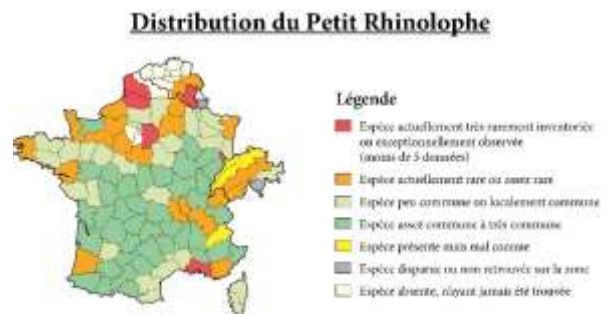 Distribution du Petit Rhinolophe
Légende
Espèce actuellement très rarement inventoriée
ou exceptionnellement observée
(moins de 5 données)
Espèce actuellement rare ou assez rare
Espèce peu commune ou localement commune
Espèce assez commune à très commune
Espèce présente mais mal connue
Espèce disparue ou non retrouvée sur la zone
Espèce absente, n'ayant jamais été trouvée